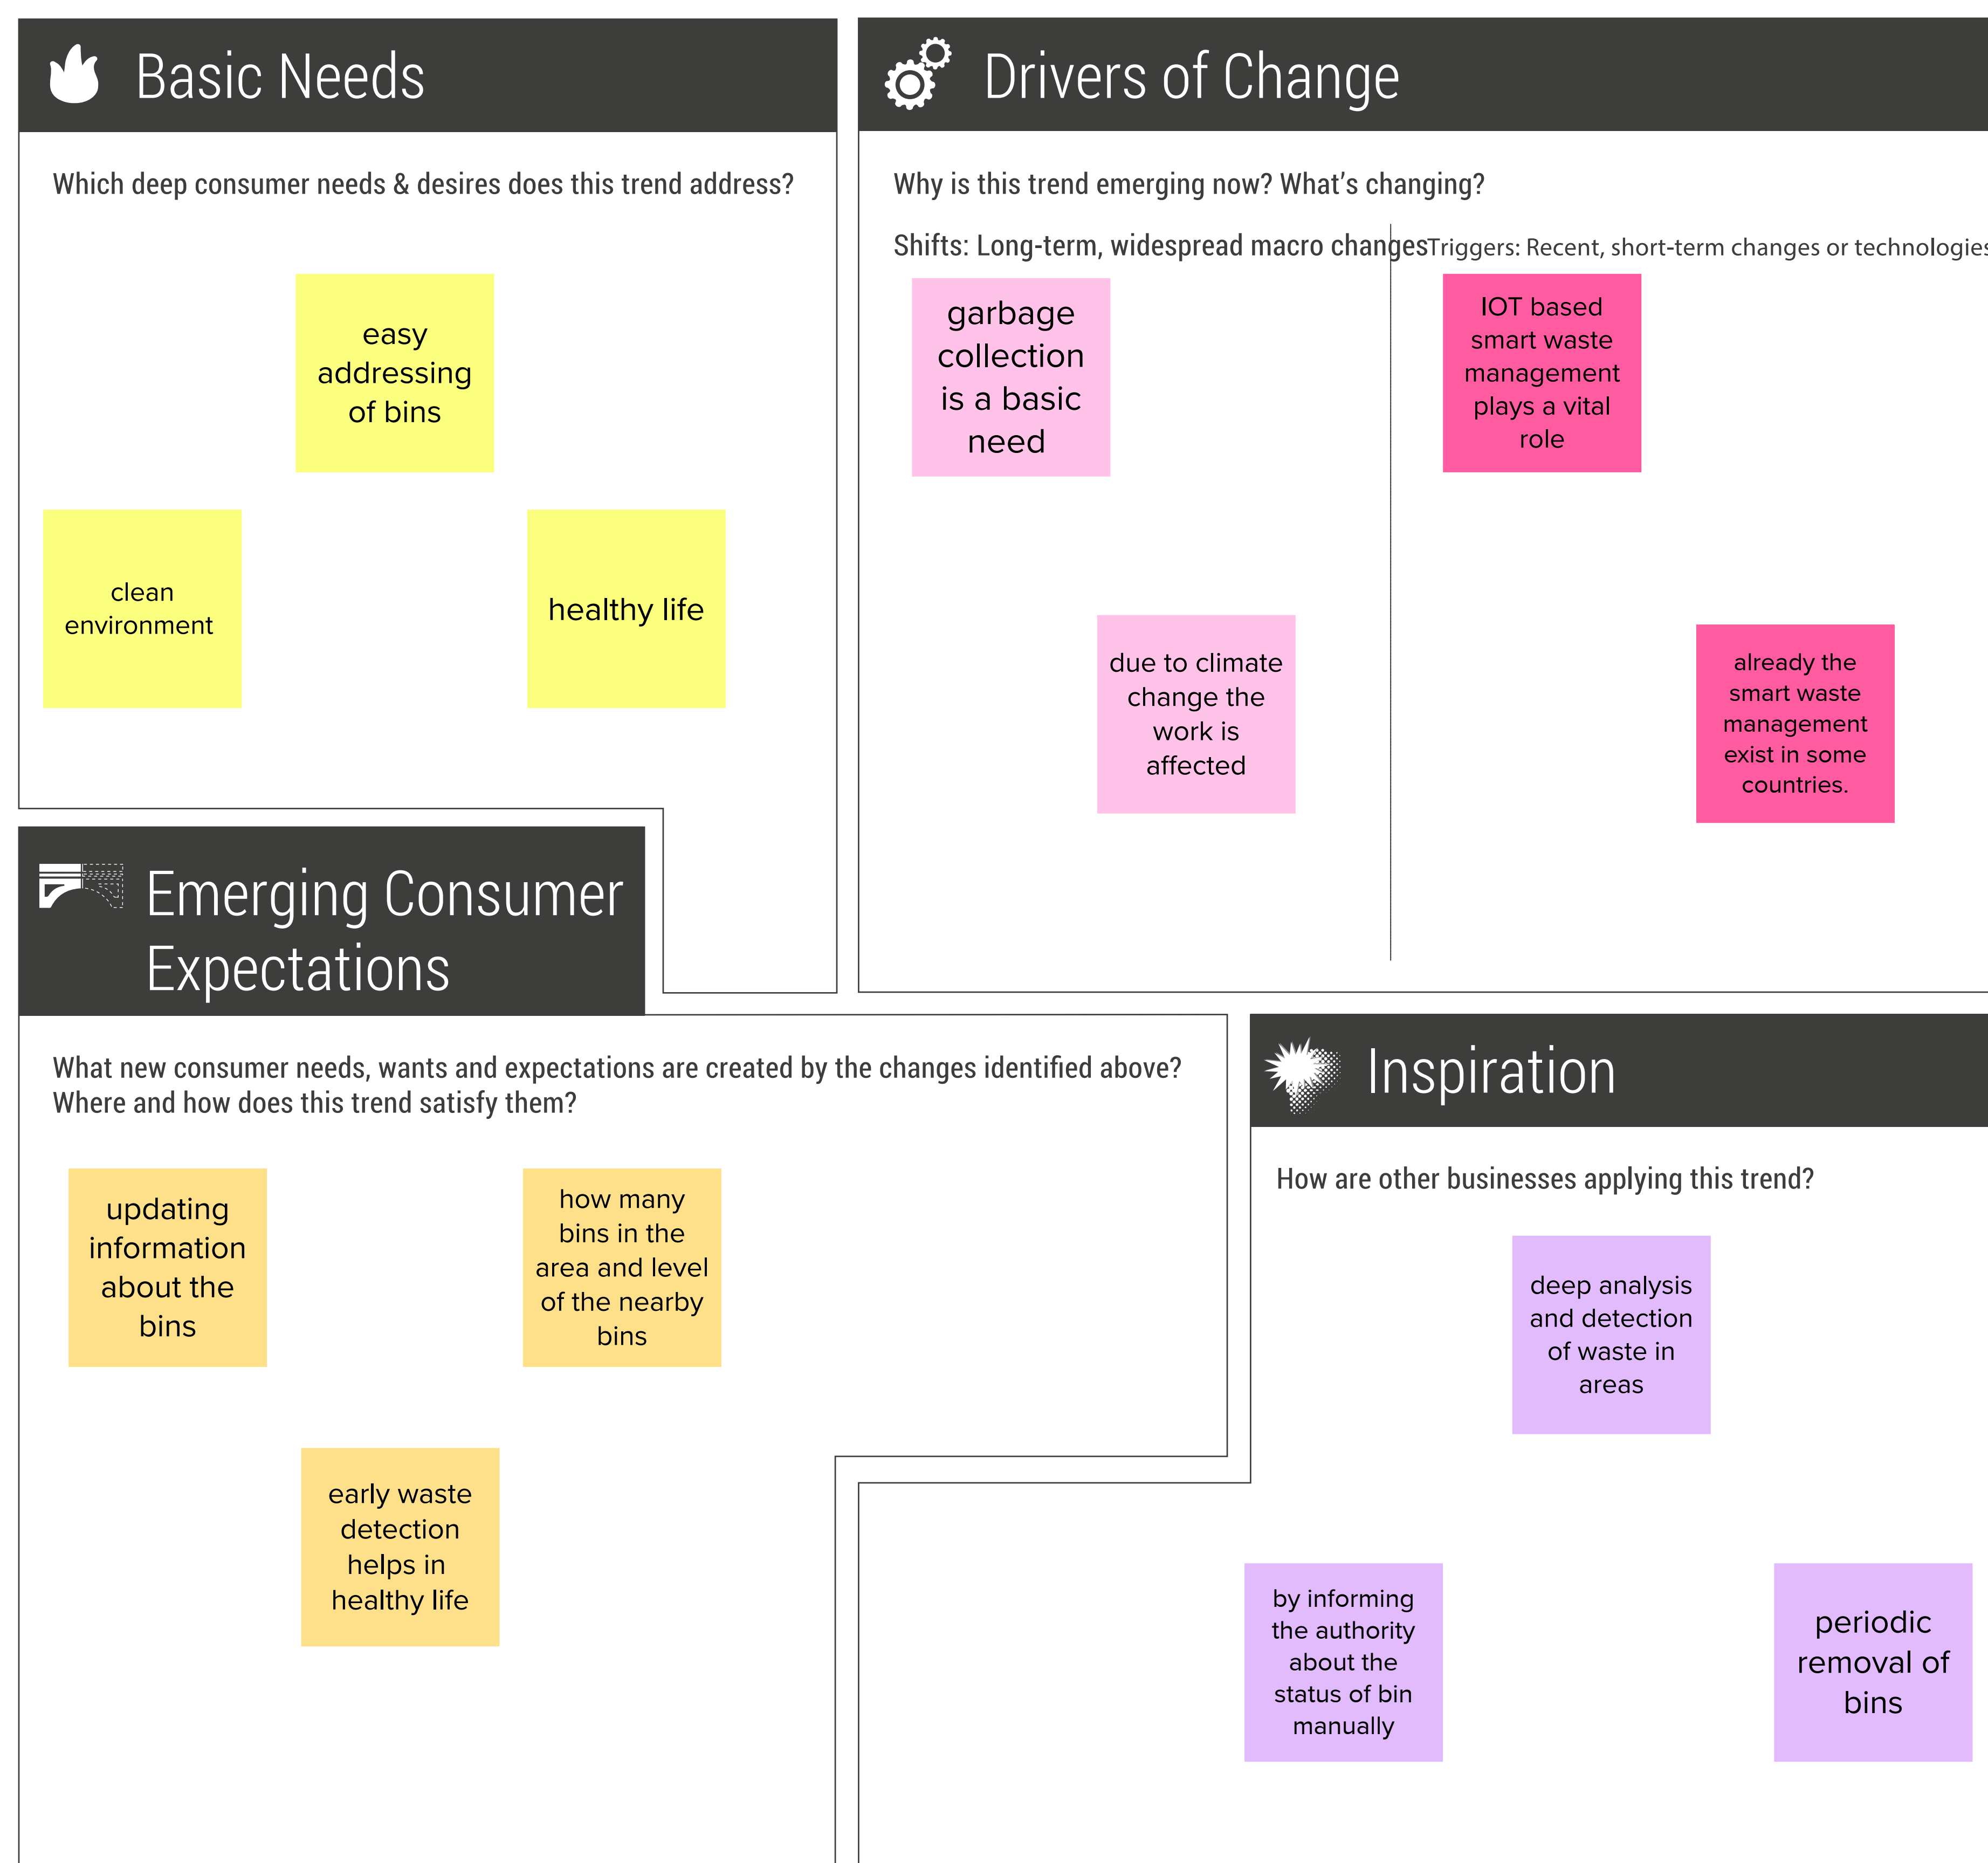 Basic Needs
Which deep consumer needs & desires does this trend address?
easy
addressing
of bins
clean
environment
healthy life
Drivers of Change
Why is this trend emerging now? What's changing?
Shifts: Long-term, widespread macro changes
Triggers: Recent, short-term changes or technologies
garbage
collection
is a basic
need
due to climate
change the
work is
affected
IOT based
smart waste
management
plays a vital
role
already the
smart waste
management
exist in some
countries.
Emerging Consumer
Expectations
What new consumer needs, wants and expectations are created by the changes identified above?
Where and how does this trend satisfy them?
updating
information
about the
bins
how many
bins in the
area and level
of the nearby
bins
early waste
detection
helps in
healthy life
Inspiration
How are other businesses applying this trend?
deep analysis
and detection
of waste in
areas
by informing
the authority
about the
status of bin
manually
periodic
removal of
bins